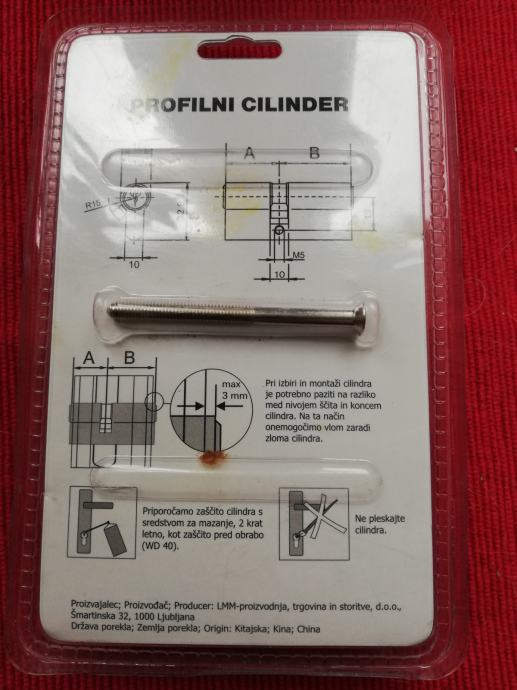 PROFILNI CILINDER
A B
R15
10
M5
10
A B
max
3 mm
Pri izbiri in montaži cilindra
je potrebno paziti na razliko
med nivojem ščita in koncem
cilindra. Na ta način
onemogočimo vlom zaradi
zloma cilindra.
Priporočamo zaščito cilindra s
sredstvom za mazanje, 2 krat
letno, kot zaščito pred obrabo
(WD 40).
Ne pleskajte
cilindra.
Proizvajalec; Proizvođač; Producer: LMM-proizvodnja, trgovina in storitve, d.o.o.,
Šmartinska 32, 1000 Ljubljana
Država porekla; Zemlja porekla; Origin: Kitajska; Kina; China